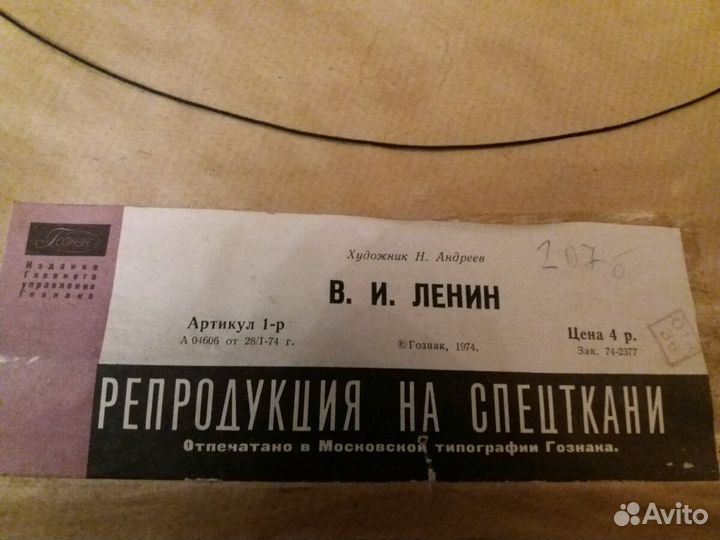 Гознак
Издание
Главного
управления
Гознака
Художник Н. Андреев
1076
В. И. ЛЕНИН
Артикул 1-р
А 04606 от 28/I-74 г.
©Гознак, 1974.
Цена 4 р.
Зак. 74-2377
РЕПРОДУКЦИЯ НА СПЕЦТКАНИ
Отпечатано в Московской типографии Гознака.
Avito